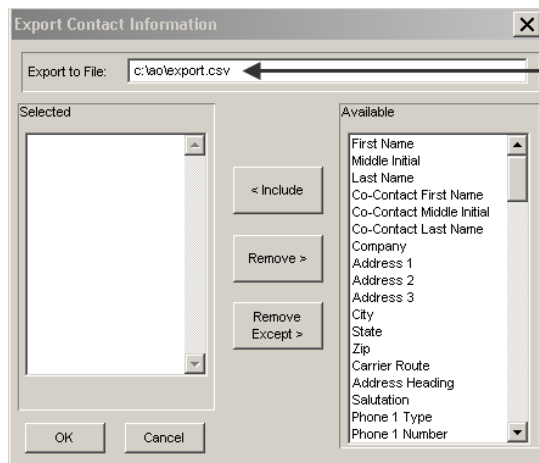 Export Contact Information
Export to File: c:\ao\export.csv
Selected
< Include
Remove >
Remove
Except >
OK
Cancel
Available
First Name
Middle Initial
Last Name
Co-Contact First Name
Co-Contact Middle Initial
Co-Contact Last Name
Company
Address 1
Address 2
Address 3
City
State
Zip
Carrier Route
Address Heading
Salutation
Phone 1 Type
Phone 1 Number